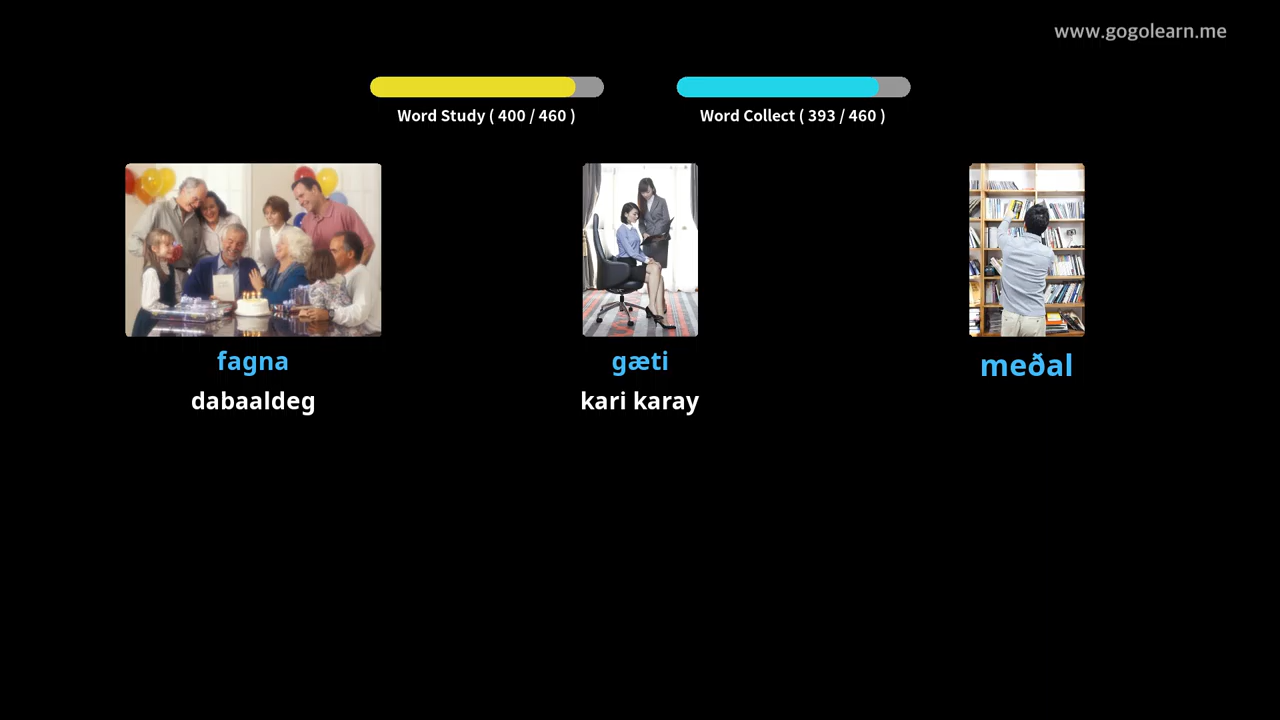 www.gogolearn.me
Word Study ( 400 / 460 )
Word Collect ( 393 / 460 )
fagna
dabaaldeg
gæti
kari karay
meðal